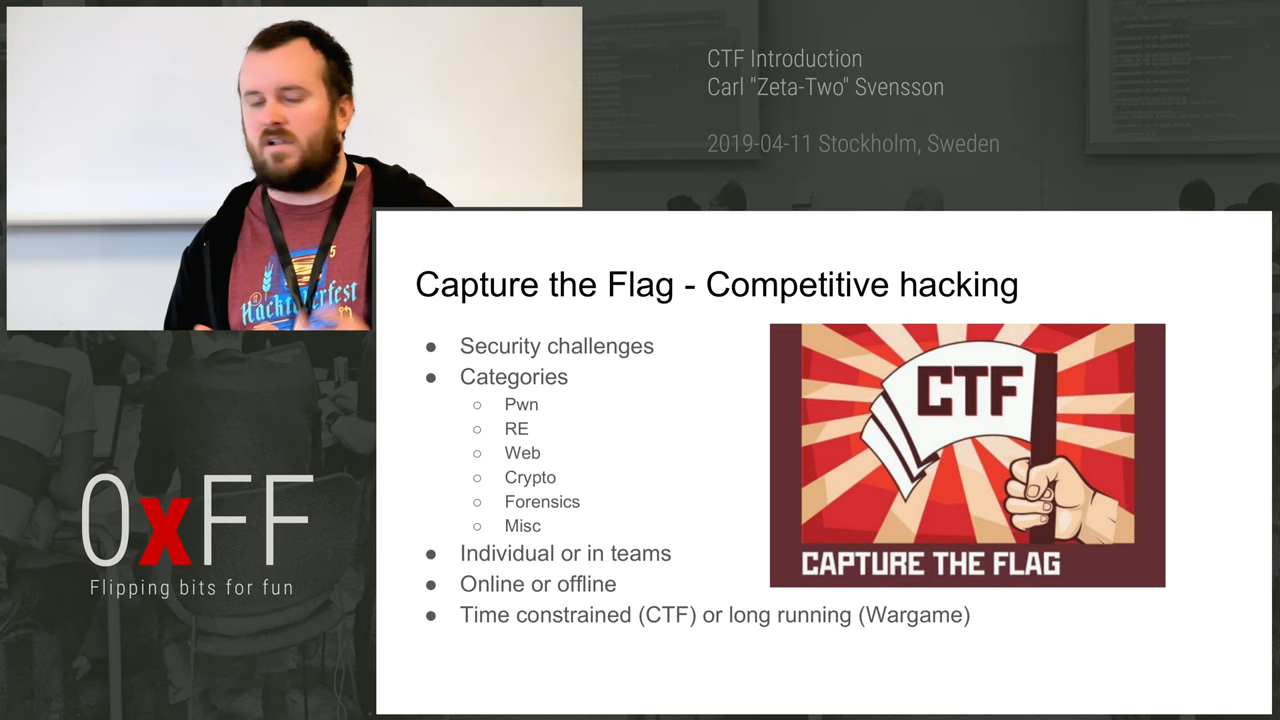 CTF Introduction
Carl "Zeta-Two" Svensson
2019-04-11 Stockholm, Sweden
5
Hacktoberfest
Capture the Flag - Competitive hacking
● Security challenges
● Categories
○ Pwn
○ RE
○ Web
○ Crypto
○ Forensics
○ Misc
● Individual or in teams
● Online or offline
● Time constrained (CTF) or long running (Wargame)
CTF
CAPTURE THE FLAG
0xFF
Flipping bits for fun